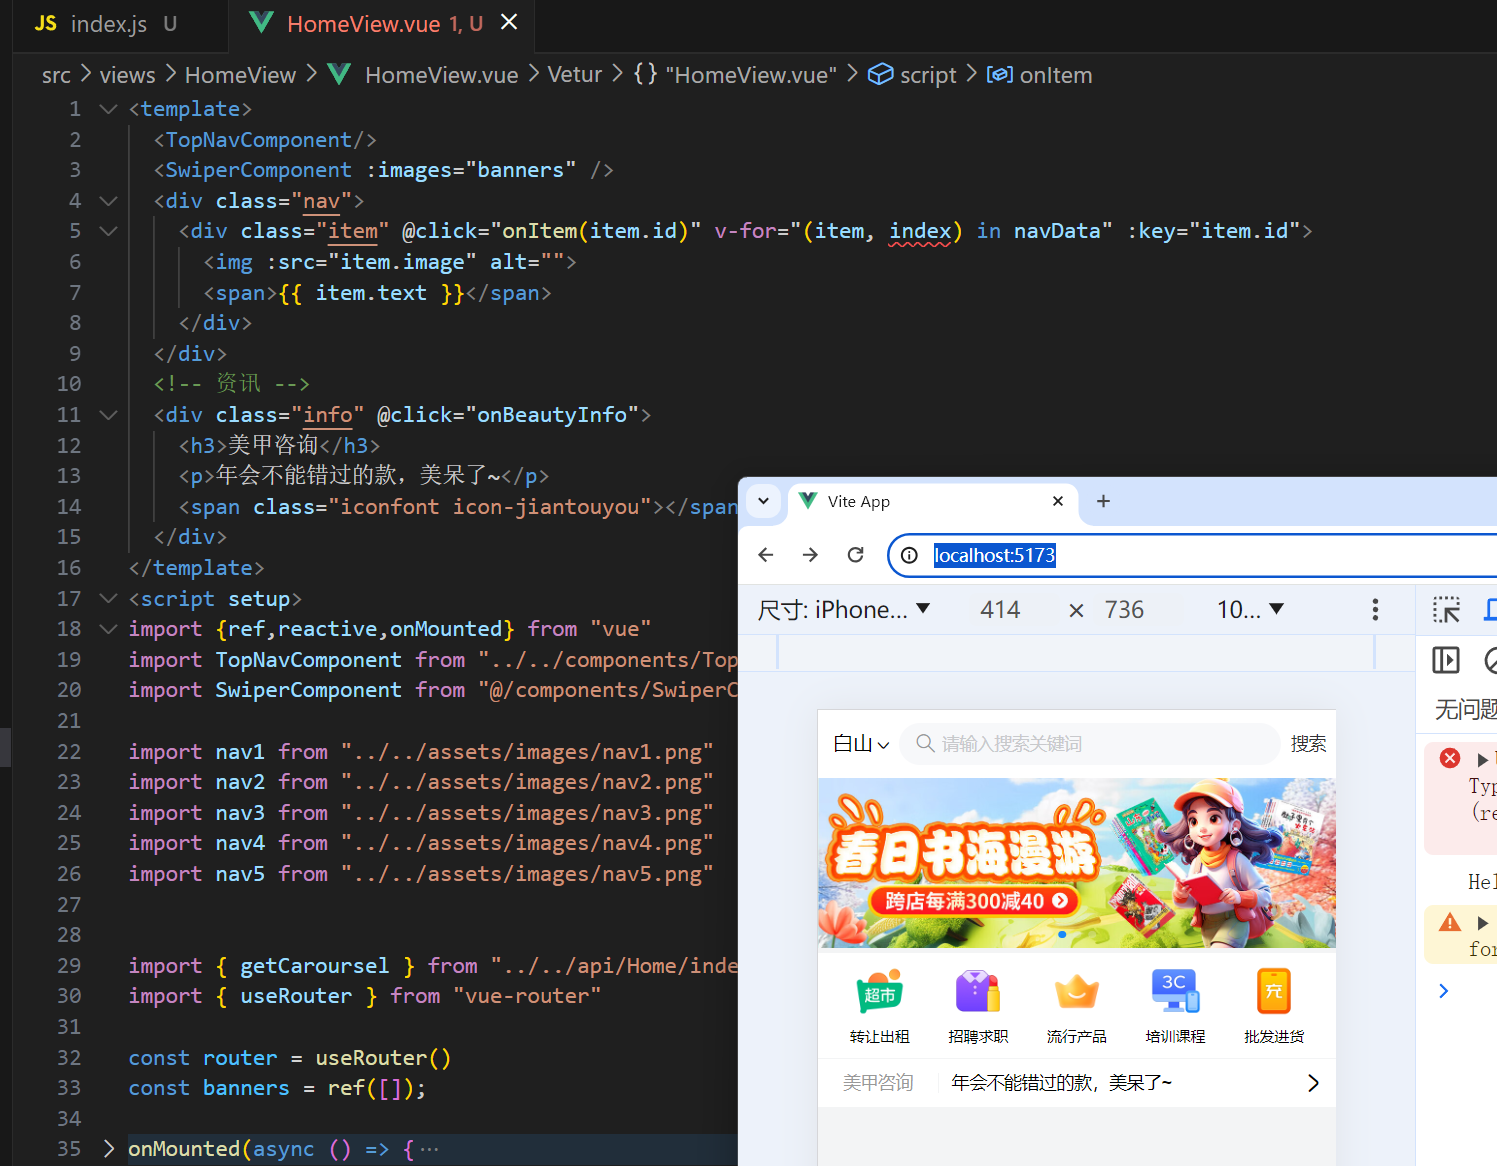 JS index.js U
HomeView.vue 1, U
src > views > HomeView > HomeView.vue > Vetur > {} "HomeView.vue" > script > onItem
1 <template>
2 <TopNavComponent/>
3 <SwiperComponent :images="banners" />
4 <div class="nav">
5 <div class="item" @click="onItem(item.id)" v-for="(item, index) in navData" :key="item.id">
6 <img :src="item.image" alt="">
7 <span>{{ item.text }}</span>
8 </div>
9 </div>
10 <!-- 资讯 -->
11 <div class="info" @click="onBeautyInfo">
12 <h3>美甲咨询</h3>
13 <p>年会不能错过的款，美呆了~</p>
14 <span class="iconfont icon-jiantouyou"></span
15 </div>
16 </template>
17 <script setup>
18 import {ref,reactive,onMounted} from "vue"
19 import TopNavComponent from "../../components/Top
20 import SwiperComponent from "@/components/SwiperC
21
22 import nav1 from "../../assets/images/nav1.png"
23 import nav2 from "../../assets/images/nav2.png"
24 import nav3 from "../../assets/images/nav3.png"
25 import nav4 from "../../assets/images/nav4.png"
26 import nav5 from "../../assets/images/nav5.png"
27
28
29 import { getCaroursel } from "../../api/Home/inde
30 import { useRouter } from "vue-router"
31
32 const router = useRouter()
33 const banners = ref([]);
34
35 onMounted(async () => { ···
Vite App
localhost:5173
尺寸: iPhone... 414 × 736 10...
无问题
Typ
(re
Hel
for
白山 请输入搜索关键词 搜索
春日书海漫游
跨店每满300减40
超市 3C 充
转让出租 招聘求职 流行产品 培训课程 批发进货
美甲咨询 年会不能错过的款，美呆了~